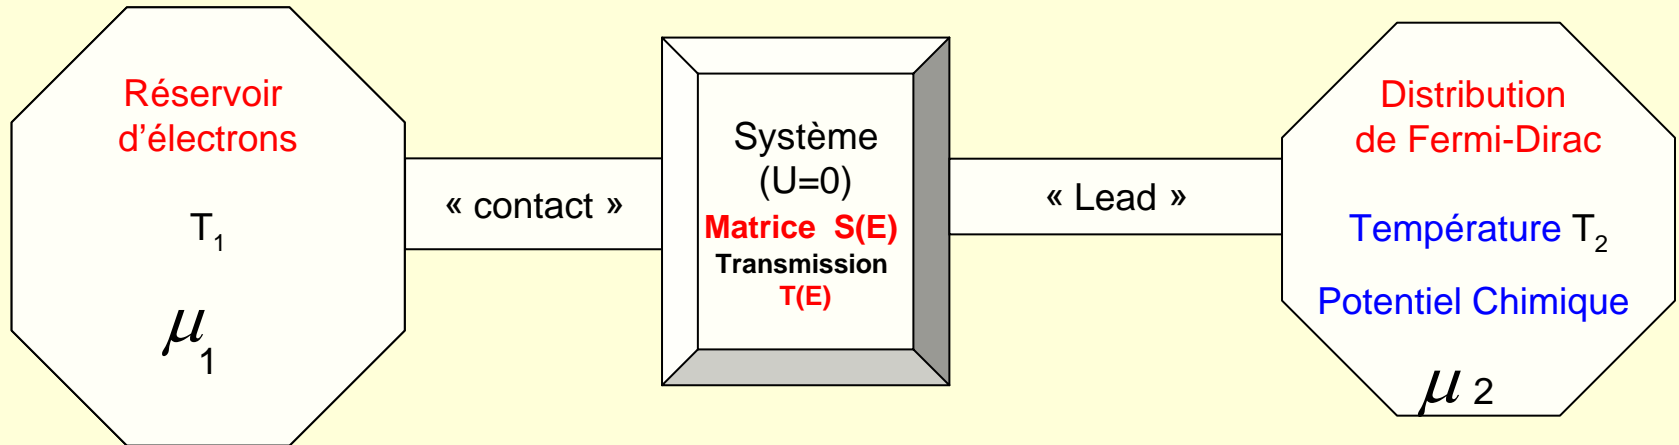 Réservoir
d’électrons
T₁
μ₁
« contact »
Système
(U=0)
Matrice S(E)
Transmission
T(E)
« Lead »
Distribution
de Fermi-Dirac
Température T₂
Potentiel Chimique
μ 2